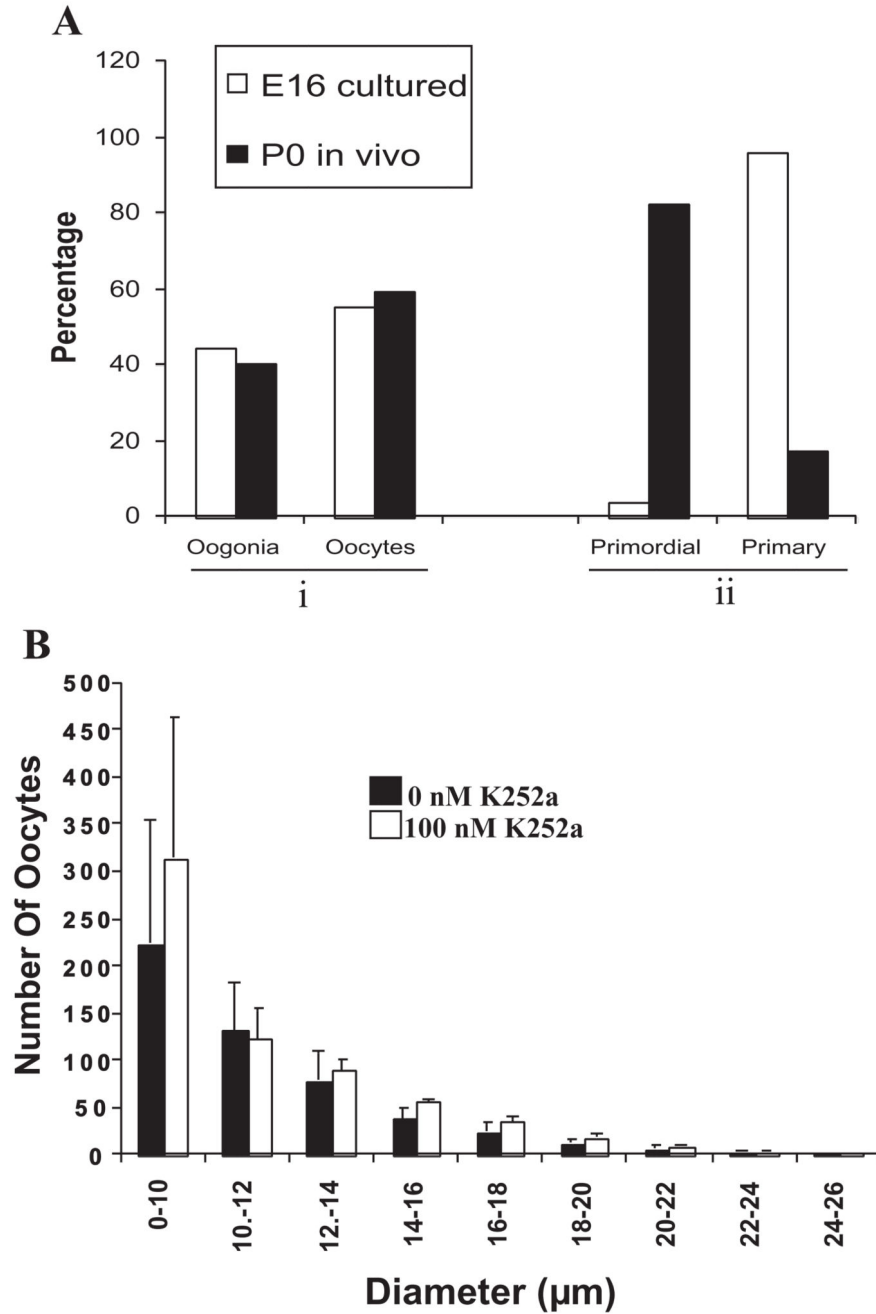 A
120
100
80
60
40
20
0
Percentage
E16 cultured
P0 in vivo
Oogonia Oocytes Primordial Primary
i ii
B
500
450
400
350
300
250
200
150
100
50
0
Number Of Oocytes
0 nM K252a
100 nM K252a
0-10 10.-12 12.-14 14-16 16-18 18-20 20-22 22-24 24-26
Diameter (µm)